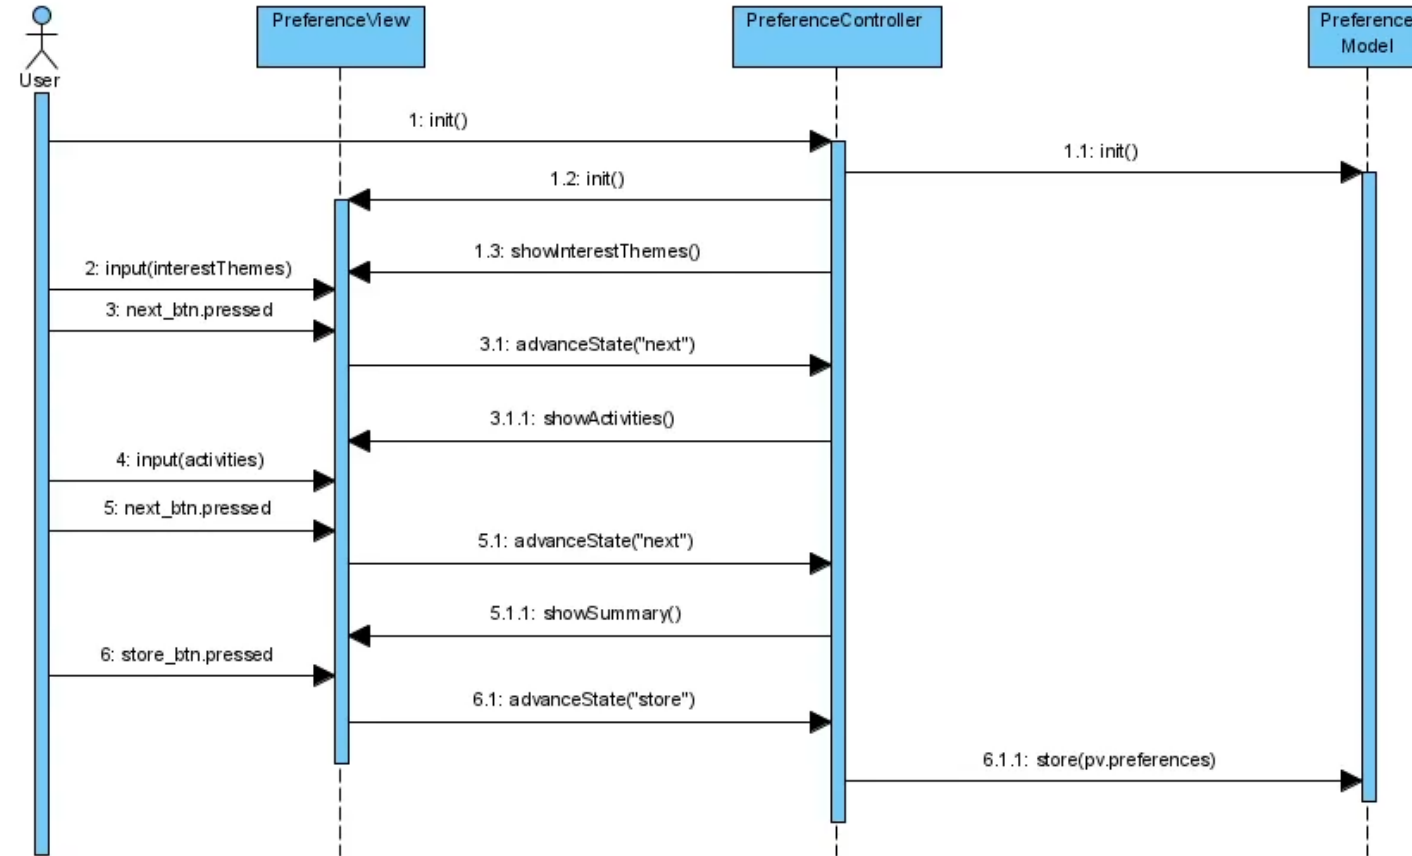 PreferenceView
PreferenceController
Preference
Model
User
1: init()
1.1: init()
1.2: init()
1.3: showInterestThemes()
2: input(interestThemes)
3: next_btn.pressed
3.1: advanceState("next")
3.1.1: showActivities()
4: input(activities)
5: next_btn.pressed
5.1: advanceState("next")
5.1.1: showSummary()
6: store_btn.pressed
6.1: advanceState("store")
6.1.1: store(pv.preferences)